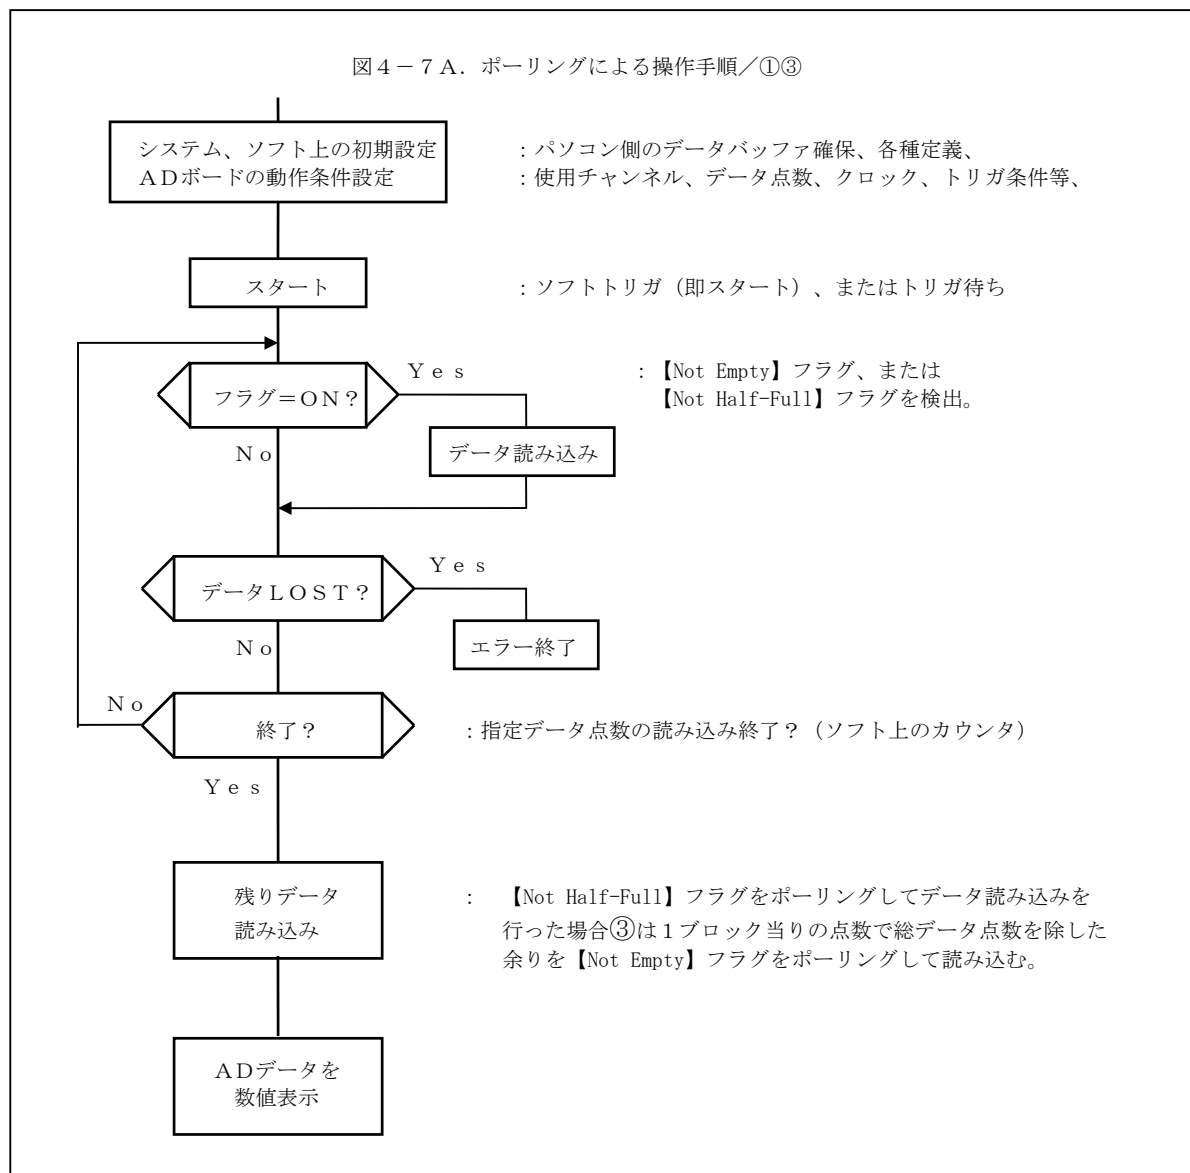 図4-7A. ポーリングによる操作手順/①③
システム、ソフト上の初期設定
ADボードの動作条件設定
：パソコン側のデータバッファ確保、各種定義、
：使用チャンネル、データ点数、クロック、トリガ条件等、
スタート
：ソフトトリガ（即スタート）、またはトリガ待ち
フラグ＝ON？
Yes
：【Not Empty】フラグ、または
【Not Half-Full】フラグを検出。
No
データ読み込み
データLOST？
Yes
No
エラー終了
No
終了？
：指定データ点数の読み込み終了？（ソフト上のカウンタ）
Yes
残りデータ
読み込み
： 【Not Half-Full】フラグをポーリングしてデータ読み込みを
行った場合③は１ブロック当りの点数で総データ点数を除した
余りを【Not Empty】フラグをポーリングして読み込む。
ADデータを
数値表示